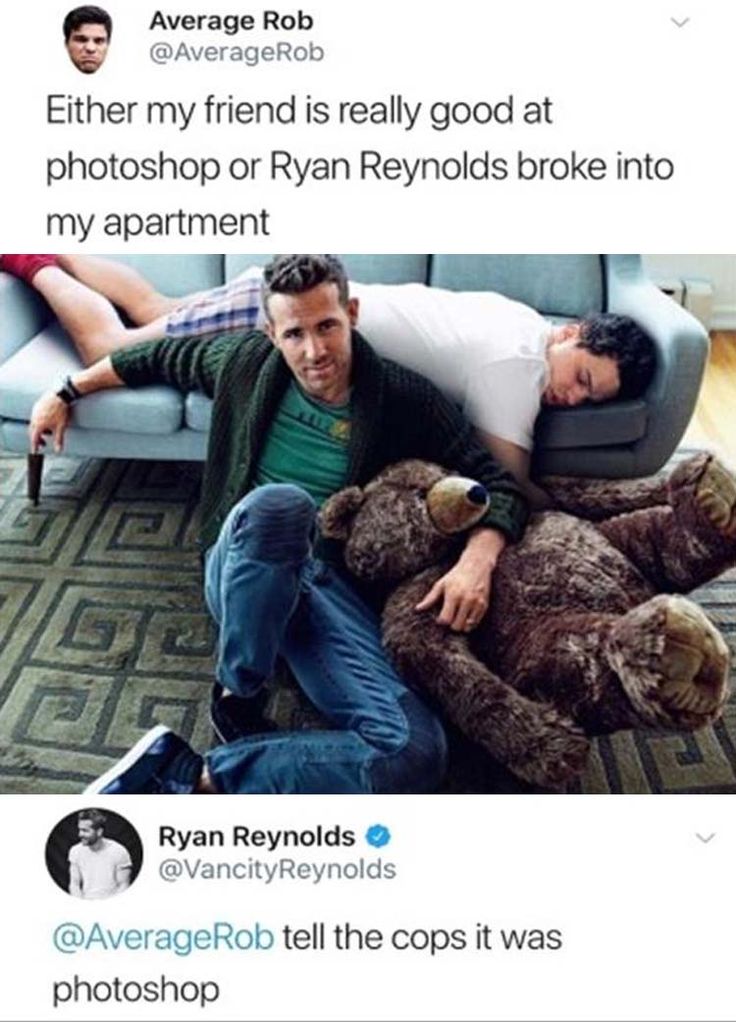 Average Rob
@AverageRob
Either my friend is really good at
photoshop or Ryan Reynolds broke into
my apartment
Ryan Reynolds
@VancityReynolds
@AverageRob tell the cops it was
photoshop